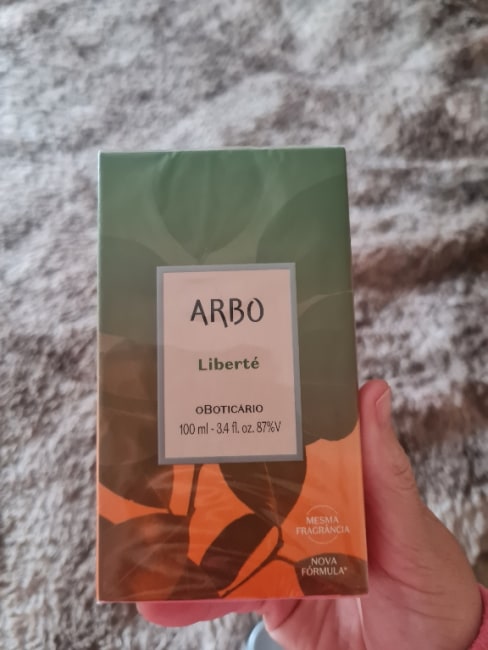 ARBO
Liberté
oBoticário
100 ml - 3.4 fl. oz. 87%V
MESMA
FRAGRÂNCIA
NOVA
FÓRMULA*